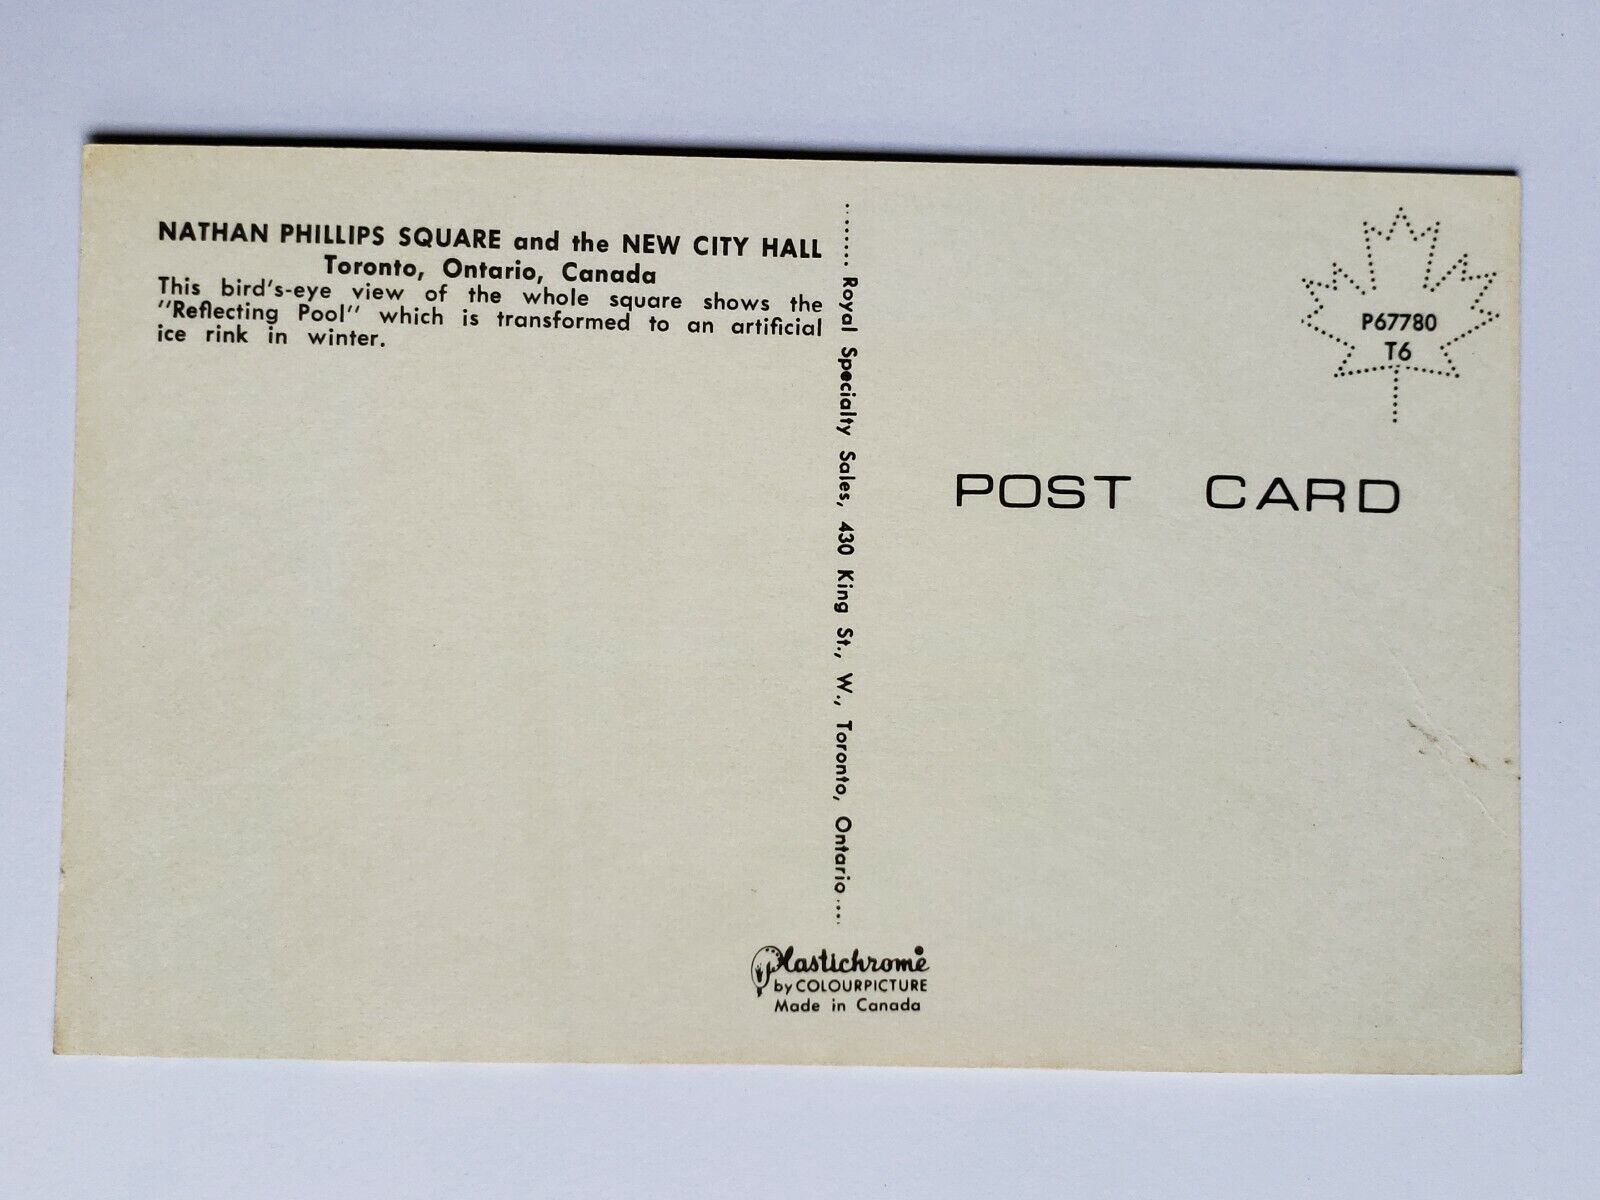 NATHAN PHILLIPS SQUARE and the NEW CITY HALL
Toronto, Ontario, Canada
This bird's-eye view of the whole square shows the
"Reflecting Pool" which is transformed to an artificial
ice rink in winter.
Royal Specialty Sales, 430 King St., W., Toronto, Ontario
P67780
T6
POST CARD
Plastichrome®
by COLOURPICTURE
Made in Canada